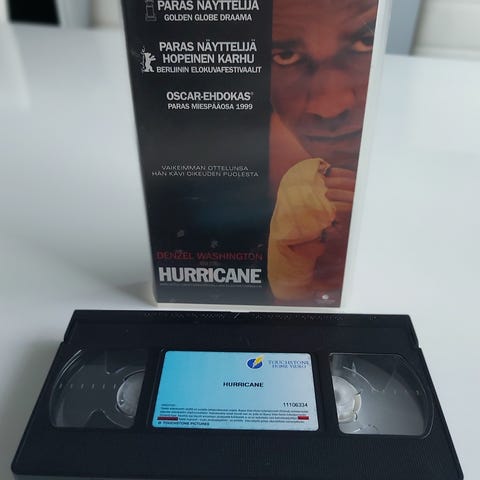 PARAS NÄYTTELIJÄ
GOLDEN GLOBE DRAAMA
PARAS NÄYTTELIJÄ
HOPEINEN KARHU
BERLIININ ELOKUVAFESTIVAALIT
OSCAR-EHDOKAS
PARAS MIESPÄÄOSA 1999
VAIKEIMMAN OTTELUNSA
HÄN KÄVI OIKEUDEN PUOLESTA
DENZEL WASHINGTON
HURRICANE
TOUCHSTONE
HOME VIDEO
HURRICANE
11106334
TOUCHSTONE PICTURES